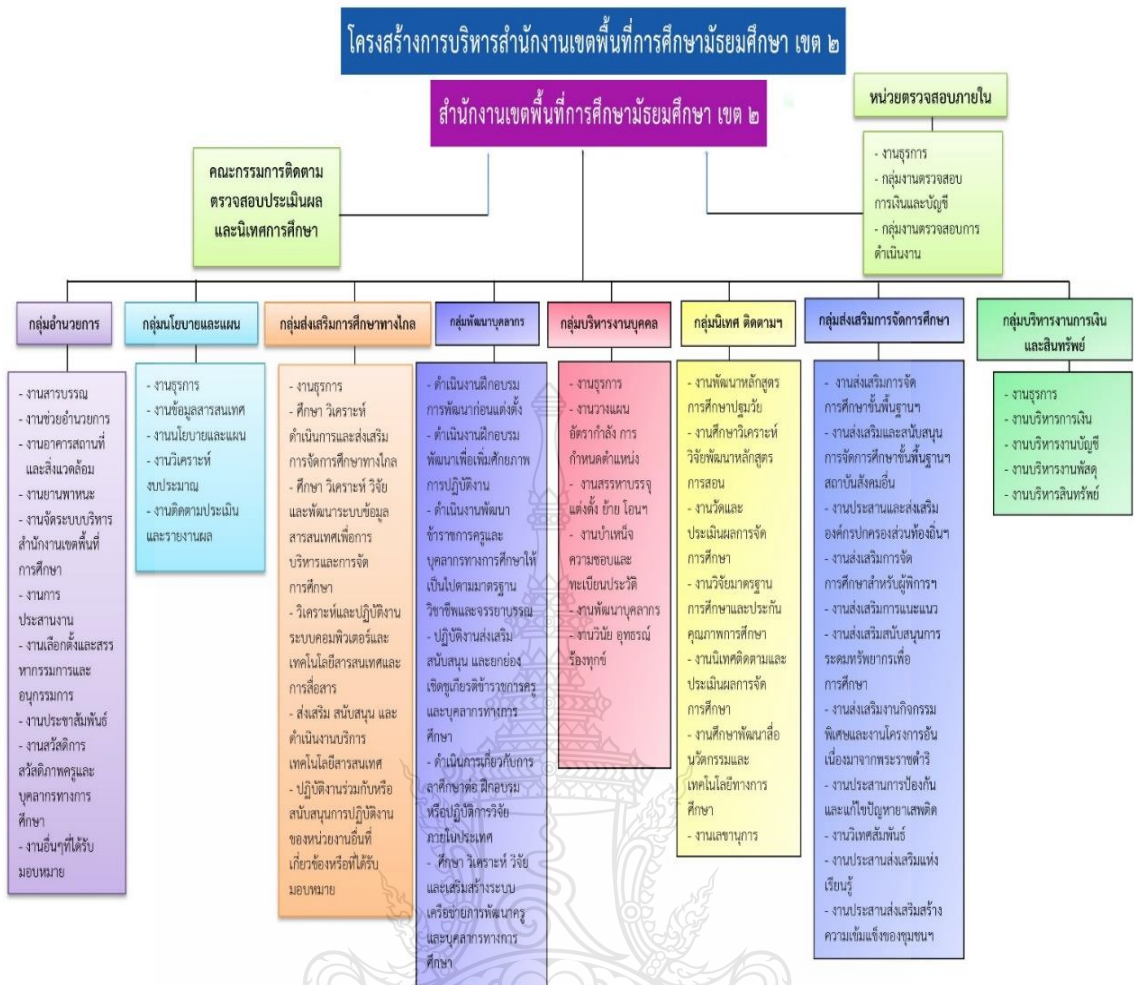 โครงสร้างการบริหารสำนักงานเขตพื้นที่การศึกษามัธยมศึกษา เขต ๒
สำนักงานเขตพื้นที่การศึกษามัธยมศึกษา เขต ๒
หน่วยตรวจสอบภายใน
- งานธุรการ
- กลุ่มงานตรวจสอบ
การเงินและบัญชี
- กลุ่มงานตรวจสอบการ
ดำเนินงาน
คณะกรรมการติดตาม
ตรวจสอบประเมินผล
และนิเทศการศึกษา
กลุ่มอำนวยการ
- งานสารบรรณ
- งานช่วยอำนวยการ
- งานอาคารสถานที่
และสิ่งแวดล้อม
- งานยานพาหนะ
- งานจัดระบบบริหาร
สำนักงานเขตพื้นที่
การศึกษา
- งานการ
ประสานงาน
- งานเลือกตั้งและสรร
หากรรมการและ
อนุกรรมการ
- งานประชาสัมพันธ์
- งานสวัสดิการ
สวัสดิภาพครูและ
บุคลากรทางการ
ศึกษา
- งานอื่นๆที่ได้รับ
มอบหมาย
กลุ่มนโยบายและแผน
- งานธุรการ
- งานข้อมูลสารสนเทศ
- งานนโยบายและแผน
- งานวิเคราะห์
งบประมาณ
- งานติดตามประเมิน
และรายงานผล
กลุ่มส่งเสริมการศึกษาทางไกล
- งานธุรการ
- ศึกษา วิเคราะห์
ดำเนินการและส่งเสริม
การจัดการศึกษาทางไกล
- ศึกษา วิเคราะห์ วิจัย
และพัฒนาระบบข้อมูล
สารสนเทศเพื่อการ
บริหารและการจัด
การศึกษา
- วิเคราะห์และปฏิบัติงาน
ระบบคอมพิวเตอร์และ
เทคโนโลยีสารสนเทศและ
การสื่อสาร
- ส่งเสริม สนับสนุน และ
ดำเนินงานบริการ
เทคโนโลยีสารสนเทศ
- ปฏิบัติงานร่วมกับหรือ
สนับสนุนการปฏิบัติงาน
ของหน่วยงานอื่นที่
เกี่ยวข้องหรือที่ได้รับ
มอบหมาย
กลุ่มพัฒนาบุคลากร
- ดำเนินงานฝึกอบรม
การพัฒนาก่อนแต่งตั้ง
- ดำเนินงานฝึกอบรม
พัฒนาเพื่อเพิ่มศักยภาพ
การปฏิบัติงาน
- ดำเนินงานพัฒนา
ข้าราชการครูและ
บุคลากรทางการศึกษาให้
เป็นไปตามมาตรฐาน
วิชาชีพและจรรยาบรรณ
- ปฏิบัติงานส่งเสริม
สนับสนุน และยกย่อง
เชิดชูเกียรติข้าราชการครู
และบุคลากรทางการ
ศึกษา
- ดำเนินการเกี่ยวกับการ
ลาศึกษาต่อ ฝึกอบรม
หรือปฏิบัติการวิจัย
ภายในประเทศ
- ศึกษา วิเคราะห์ วิจัย
และเสริมสร้างระบบ
เครือข่ายการพัฒนาครู
และบุคลากรทางการ
ศึกษา
กลุ่มบริหารงานบุคคล
- งานธุรการ
- งานวางแผน
อัตรากำลัง การ
กำหนดตำแหน่ง
- งานสรรหาบรรจุ
แต่งตั้ง ย้าย โอนฯ
- งานบำเหน็จ
ความชอบและ
ทะเบียนประวัติ
- งานพัฒนาบุคลากร
- งานวินัย อุทธรณ์
ร้องทุกข์
กลุ่มนิเทศ ติดตามฯ
- งานพัฒนาหลักสูตร
การศึกษาปฐมวัย
- งานศึกษาวิเคราะห์
วิจัยพัฒนาหลักสูตร
การสอน
- งานวัดและ
ประเมินผลการจัด
การศึกษา
- งานวิจัยมาตรฐาน
การศึกษาและประกัน
คุณภาพการศึกษา
- งานนิเทศติดตามและ
ประเมินผลการจัด
การศึกษา
- งานศึกษาพัฒนาสื่อ
นวัตกรรมและ
เทคโนโลยีทางการ
ศึกษา
- งานเลขานุการ
กลุ่มส่งเสริมการจัดการศึกษา
- งานส่งเสริมการจัด
การศึกษาขั้นพื้นฐานฯ
- งานส่งเสริมและสนับสนุน
การจัดการศึกษาขั้นพื้นฐานฯ
สถาบันสังคมอื่น
- งานประสานและส่งเสริม
องค์กรปกครองส่วนท้องถิ่นฯ
- งานส่งเสริมการจัด
การศึกษาสำหรับผู้พิการฯ
- งานส่งเสริมการแนะแนว
- งานส่งเสริมสนับสนุนการ
ระดมทรัพยากรเพื่อ
การศึกษา
- งานส่งเสริมงานกิจกรรม
พิเศษและงานโครงการอัน
เนื่องมาจากพระราชดำริ
- งานประสานการป้องกัน
และแก้ไขปัญหายาเสพติด
- งานวิเทศสัมพันธ์
- งานประสานส่งเสริมแห่ง
เรียนรู้
- งานประสานส่งเสริมสร้าง
ความเข้มแข็งของชุมชนฯ
กลุ่มบริหารงานการเงิน
และสินทรัพย์
- งานธุรการ
- งานบริหารการเงิน
- งานบริหารงานบัญชี
- งานบริหารงานพัสดุ
- งานบริหารสินทรัพย์